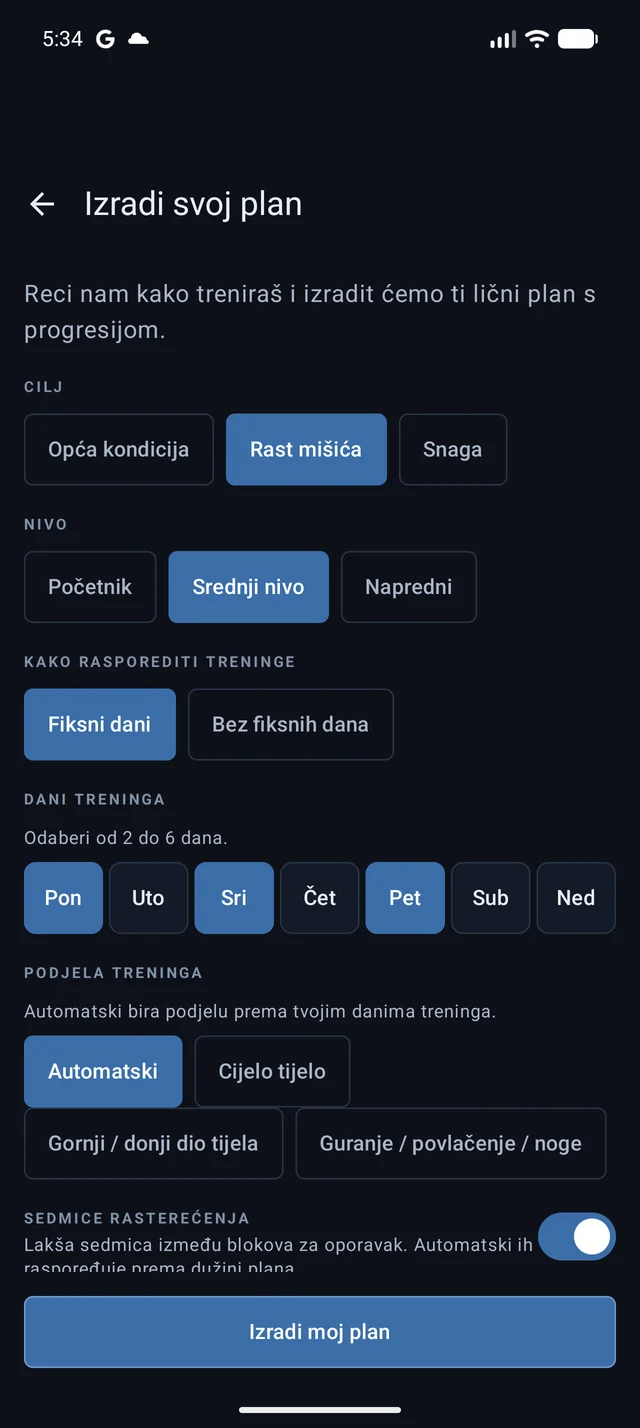 5:34
Izradi svoj plan
Reci nam kako treniraš i izradit ćemo ti lični plan s
progresijom.
CILJ
Opća kondicija
Rast mišića
Snaga
NIVO
Početnik
Srednji nivo
Napredni
KAKO RASPOREDITI TRENINGE
Fiksni dani
Bez fiksnih dana
DANI TRENINGA
Odaberi od 2 do 6 dana.
Pon
Uto
Sri
Čet
Pet
Sub
Ned
PODJELA TRENINGA
Automatski bira podjelu prema tvojim danima treninga.
Automatski
Cijelo tijelo
Gornji / donji dio tijela
Guranje / povlačenje / noge
SEDMICE RASTEREĆENJA
Lakša sedmica između blokova za oporavak. Automatski ih
raspoređuje prema dužini plana.
Izradi moj plan